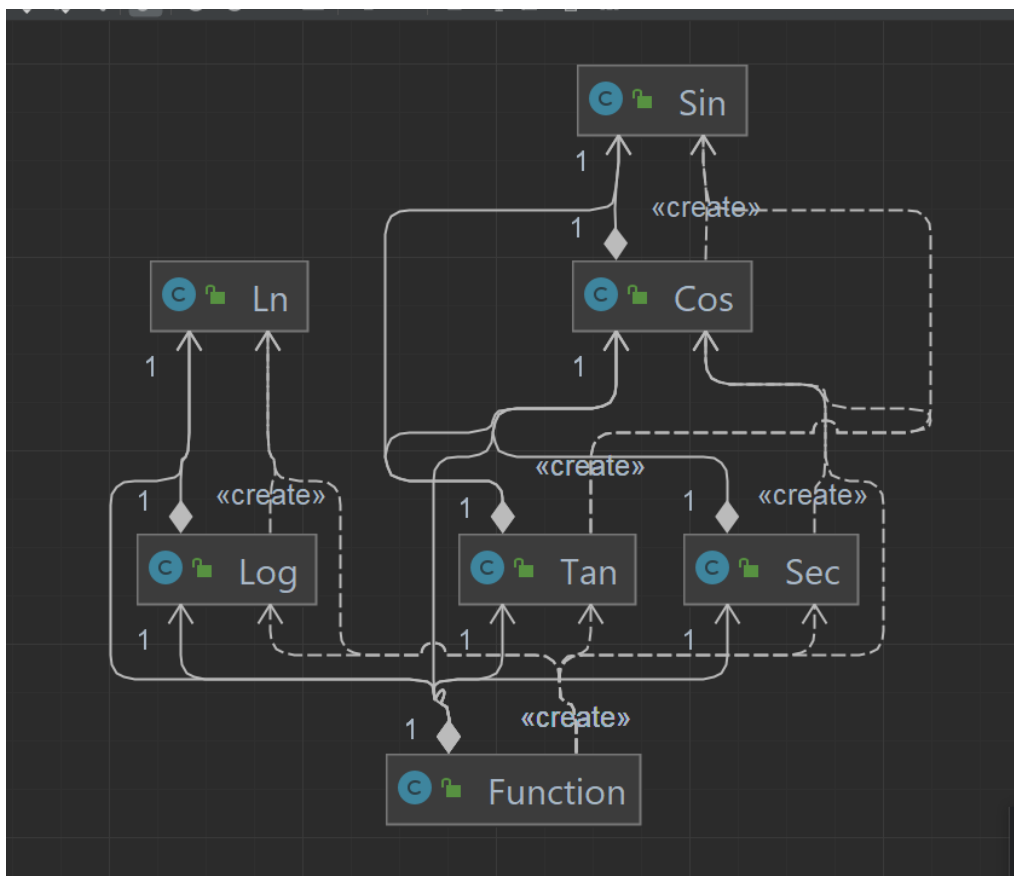 Sin
1
«create»
1
Ln
Cos
1
1
«create»
1
«create»
1
1
«create»
Log
Tan
Sec
1
1
1
«create»
1
Function